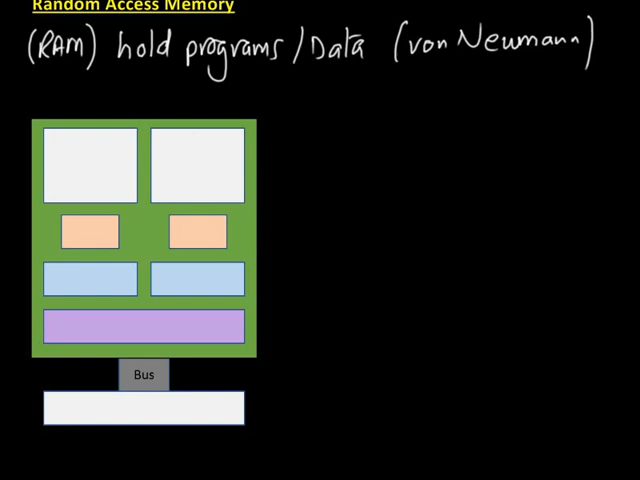 Random Access Memory
(RAM) hold programs/Data (von Neumann)
Bus